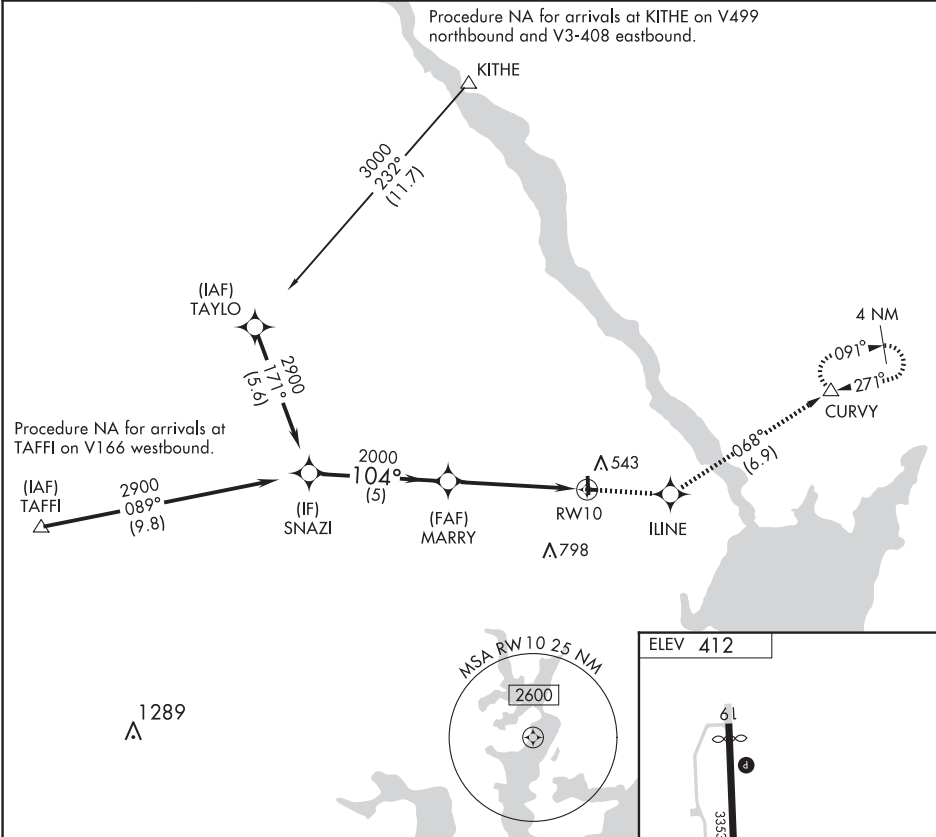 Procedure NA for arrivals at KITHE on V499
northbound and V3-408 eastbound.
KITHE
3000
232°
(11.7)
(IAF)
TAYLO
2900
171°
(5.6)
4 NM
091°
271°
CURVY
Procedure NA for arrivals at
TAFFI on V166 westbound.
(IAF)
TAFFI
2900
089°
(9.8)
(IF)
SNAZI
2000
104°
(5)
(FAF)
MARRY
543
RW10
798
ILINE
068°
(6.9)
1289
MSA RW10 25 NM
2600
ELEV 412
19
P
3353